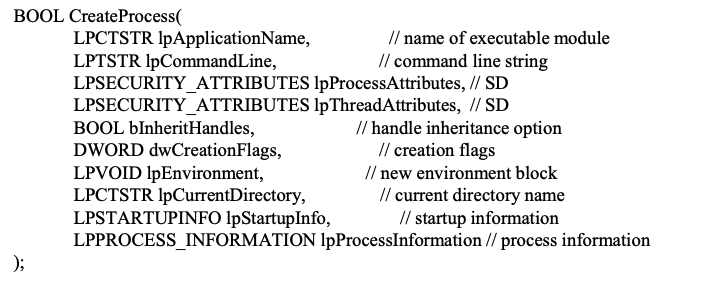 BOOL CreateProcess(
LPCTSTR lpApplicationName, // name of executable module
LPTSTR lpCommandLine, // command line string
LPSECURITY_ATTRIBUTES lpProcessAttributes, // SD
LPSECURITY_ATTRIBUTES lpThreadAttributes, // SD
BOOL bInheritHandles, // handle inheritance option
DWORD dwCreationFlags, // creation flags
LPVOID lpEnvironment, // new environment block
LPCTSTR lpCurrentDirectory, // current directory name
LPSTARTUPINFO lpStartupInfo, // startup information
LPPROCESS_INFORMATION lpProcessInformation // process information
);